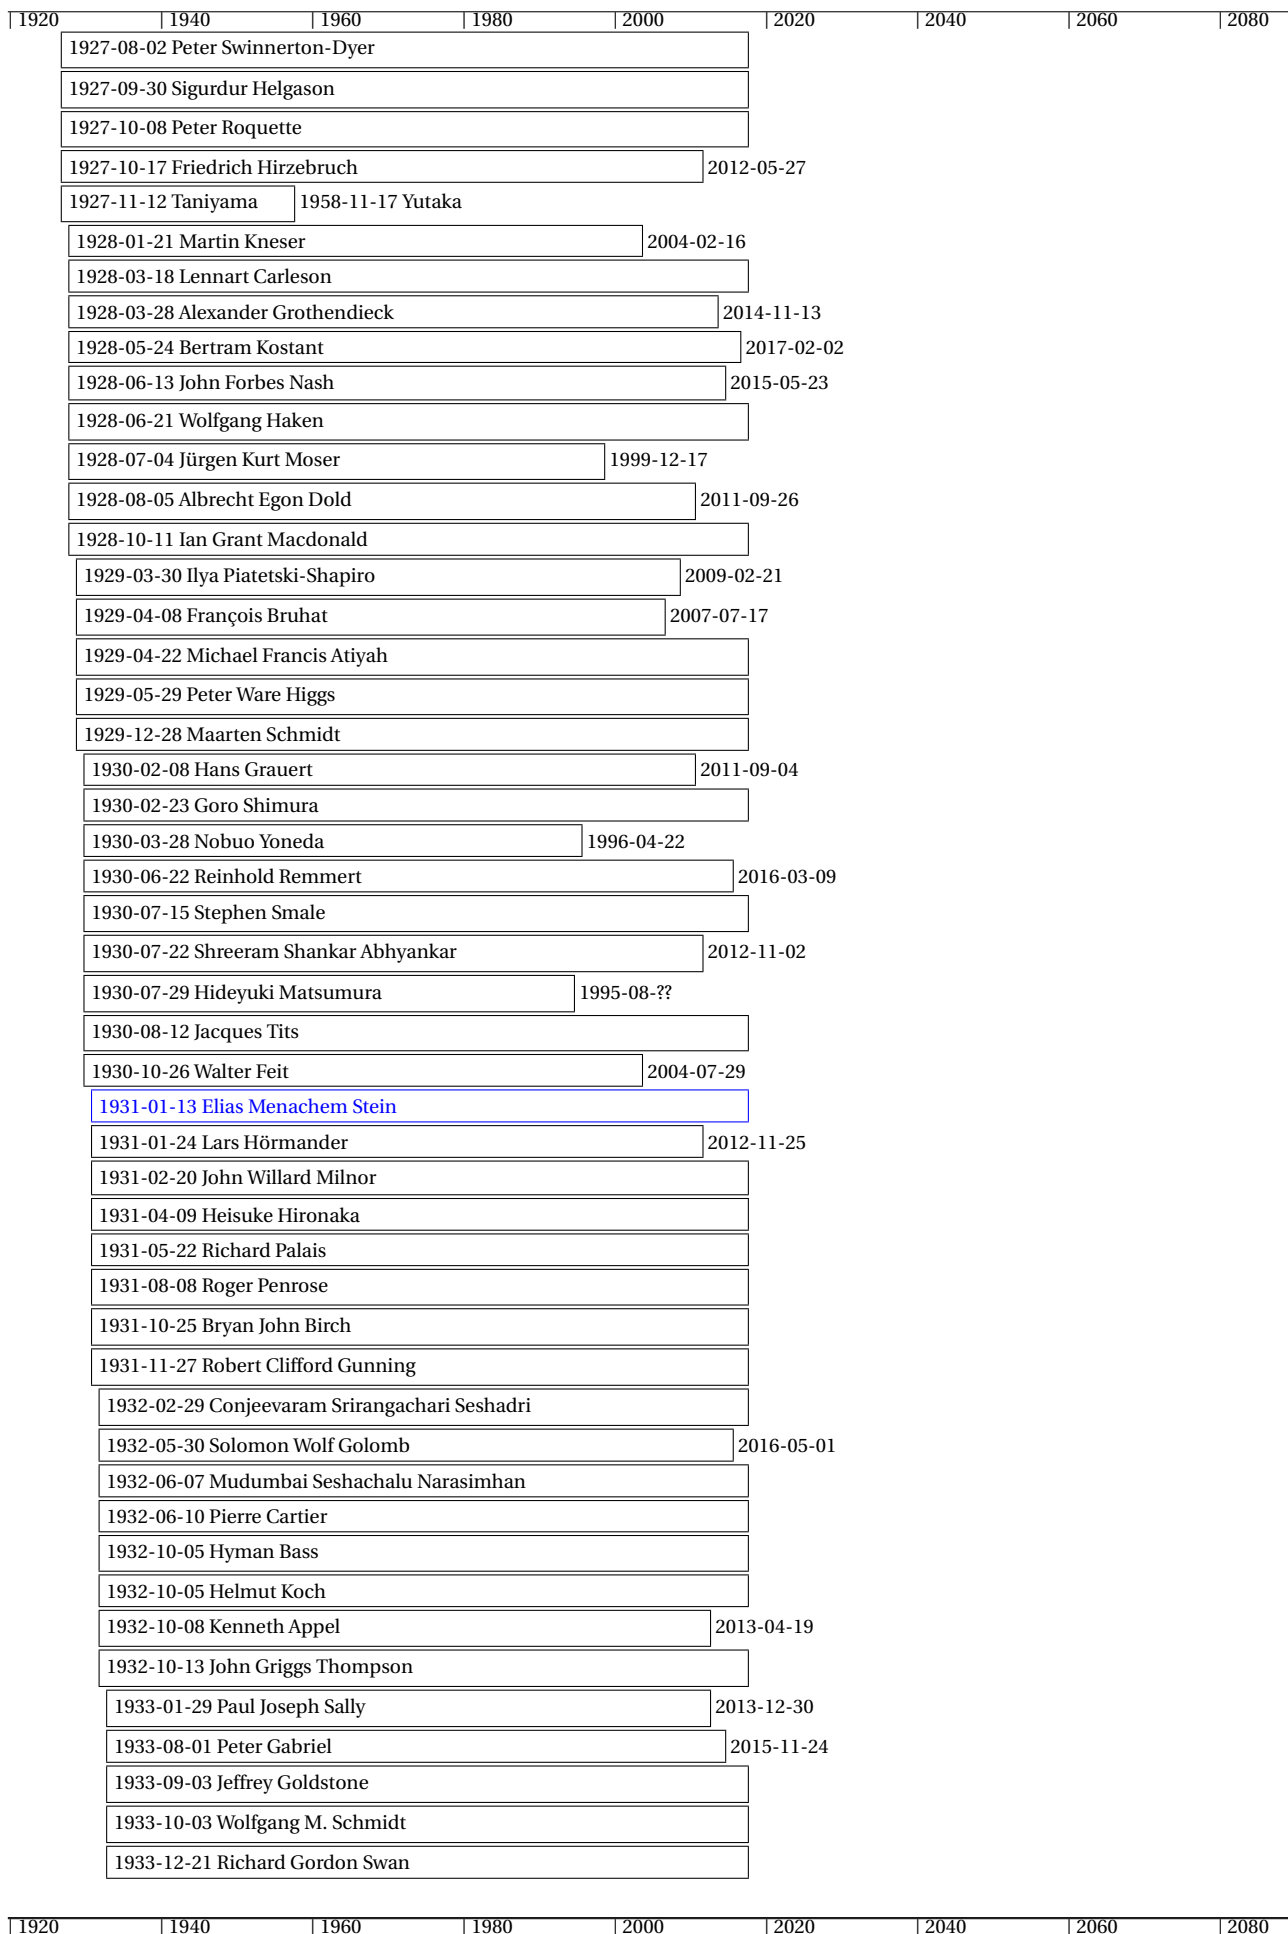 | 1920 | 1940 | 1960 | 1980 | 2000 | 2020 | 2040 | 2060 | 2080
1927-08-02 Peter Swinnerton-Dyer
1927-09-30 Sigurdur Helgason
1927-10-08 Peter Roquette
1927-10-17 Friedrich Hirzebruch 2012-05-27
1927-11-12 Taniyama 1958-11-17 Yutaka
1928-01-21 Martin Kneser 2004-02-16
1928-03-18 Lennart Carleson
1928-03-28 Alexander Grothendieck 2014-11-13
1928-05-24 Bertram Kostant 2017-02-02
1928-06-13 John Forbes Nash 2015-05-23
1928-06-21 Wolfgang Haken
1928-07-04 Jürgen Kurt Moser 1999-12-17
1928-08-05 Albrecht Egon Dold 2011-09-26
1928-10-11 Ian Grant Macdonald
1929-03-30 Ilya Piatetski-Shapiro 2009-02-21
1929-04-08 François Bruhat 2007-07-17
1929-04-22 Michael Francis Atiyah
1929-05-29 Peter Ware Higgs
1929-12-28 Maarten Schmidt
1930-02-08 Hans Grauert 2011-09-04
1930-02-23 Goro Shimura
1930-03-28 Nobuo Yoneda 1996-04-22
1930-06-22 Reinhold Remmert 2016-03-09
1930-07-15 Stephen Smale
1930-07-22 Shreeram Shankar Abhyankar 2012-11-02
1930-07-29 Hideyuki Matsumura 1995-08-??
1930-08-12 Jacques Tits
1930-10-26 Walter Feit 2004-07-29
1931-01-13 Elias Menachem Stein
1931-01-24 Lars Hörmander 2012-11-25
1931-02-20 John Willard Milnor
1931-04-09 Heisuke Hironaka
1931-05-22 Richard Palais
1931-08-08 Roger Penrose
1931-10-25 Bryan John Birch
1931-11-27 Robert Clifford Gunning
1932-02-29 Conjeevaram Srirangachari Seshadri
1932-05-30 Solomon Wolf Golomb 2016-05-01
1932-06-07 Mudumbai Seshachalu Narasimhan
1932-06-10 Pierre Cartier
1932-10-05 Hyman Bass
1932-10-05 Helmut Koch
1932-10-08 Kenneth Appel 2013-04-19
1932-10-13 John Griggs Thompson
1933-01-29 Paul Joseph Sally 2013-12-30
1933-08-01 Peter Gabriel 2015-11-24
1933-09-03 Jeffrey Goldstone
1933-10-03 Wolfgang M. Schmidt
1933-12-21 Richard Gordon Swan
| 1920 | 1940 | 1960 | 1980 | 2000 | 2020 | 2040 | 2060 | 2080